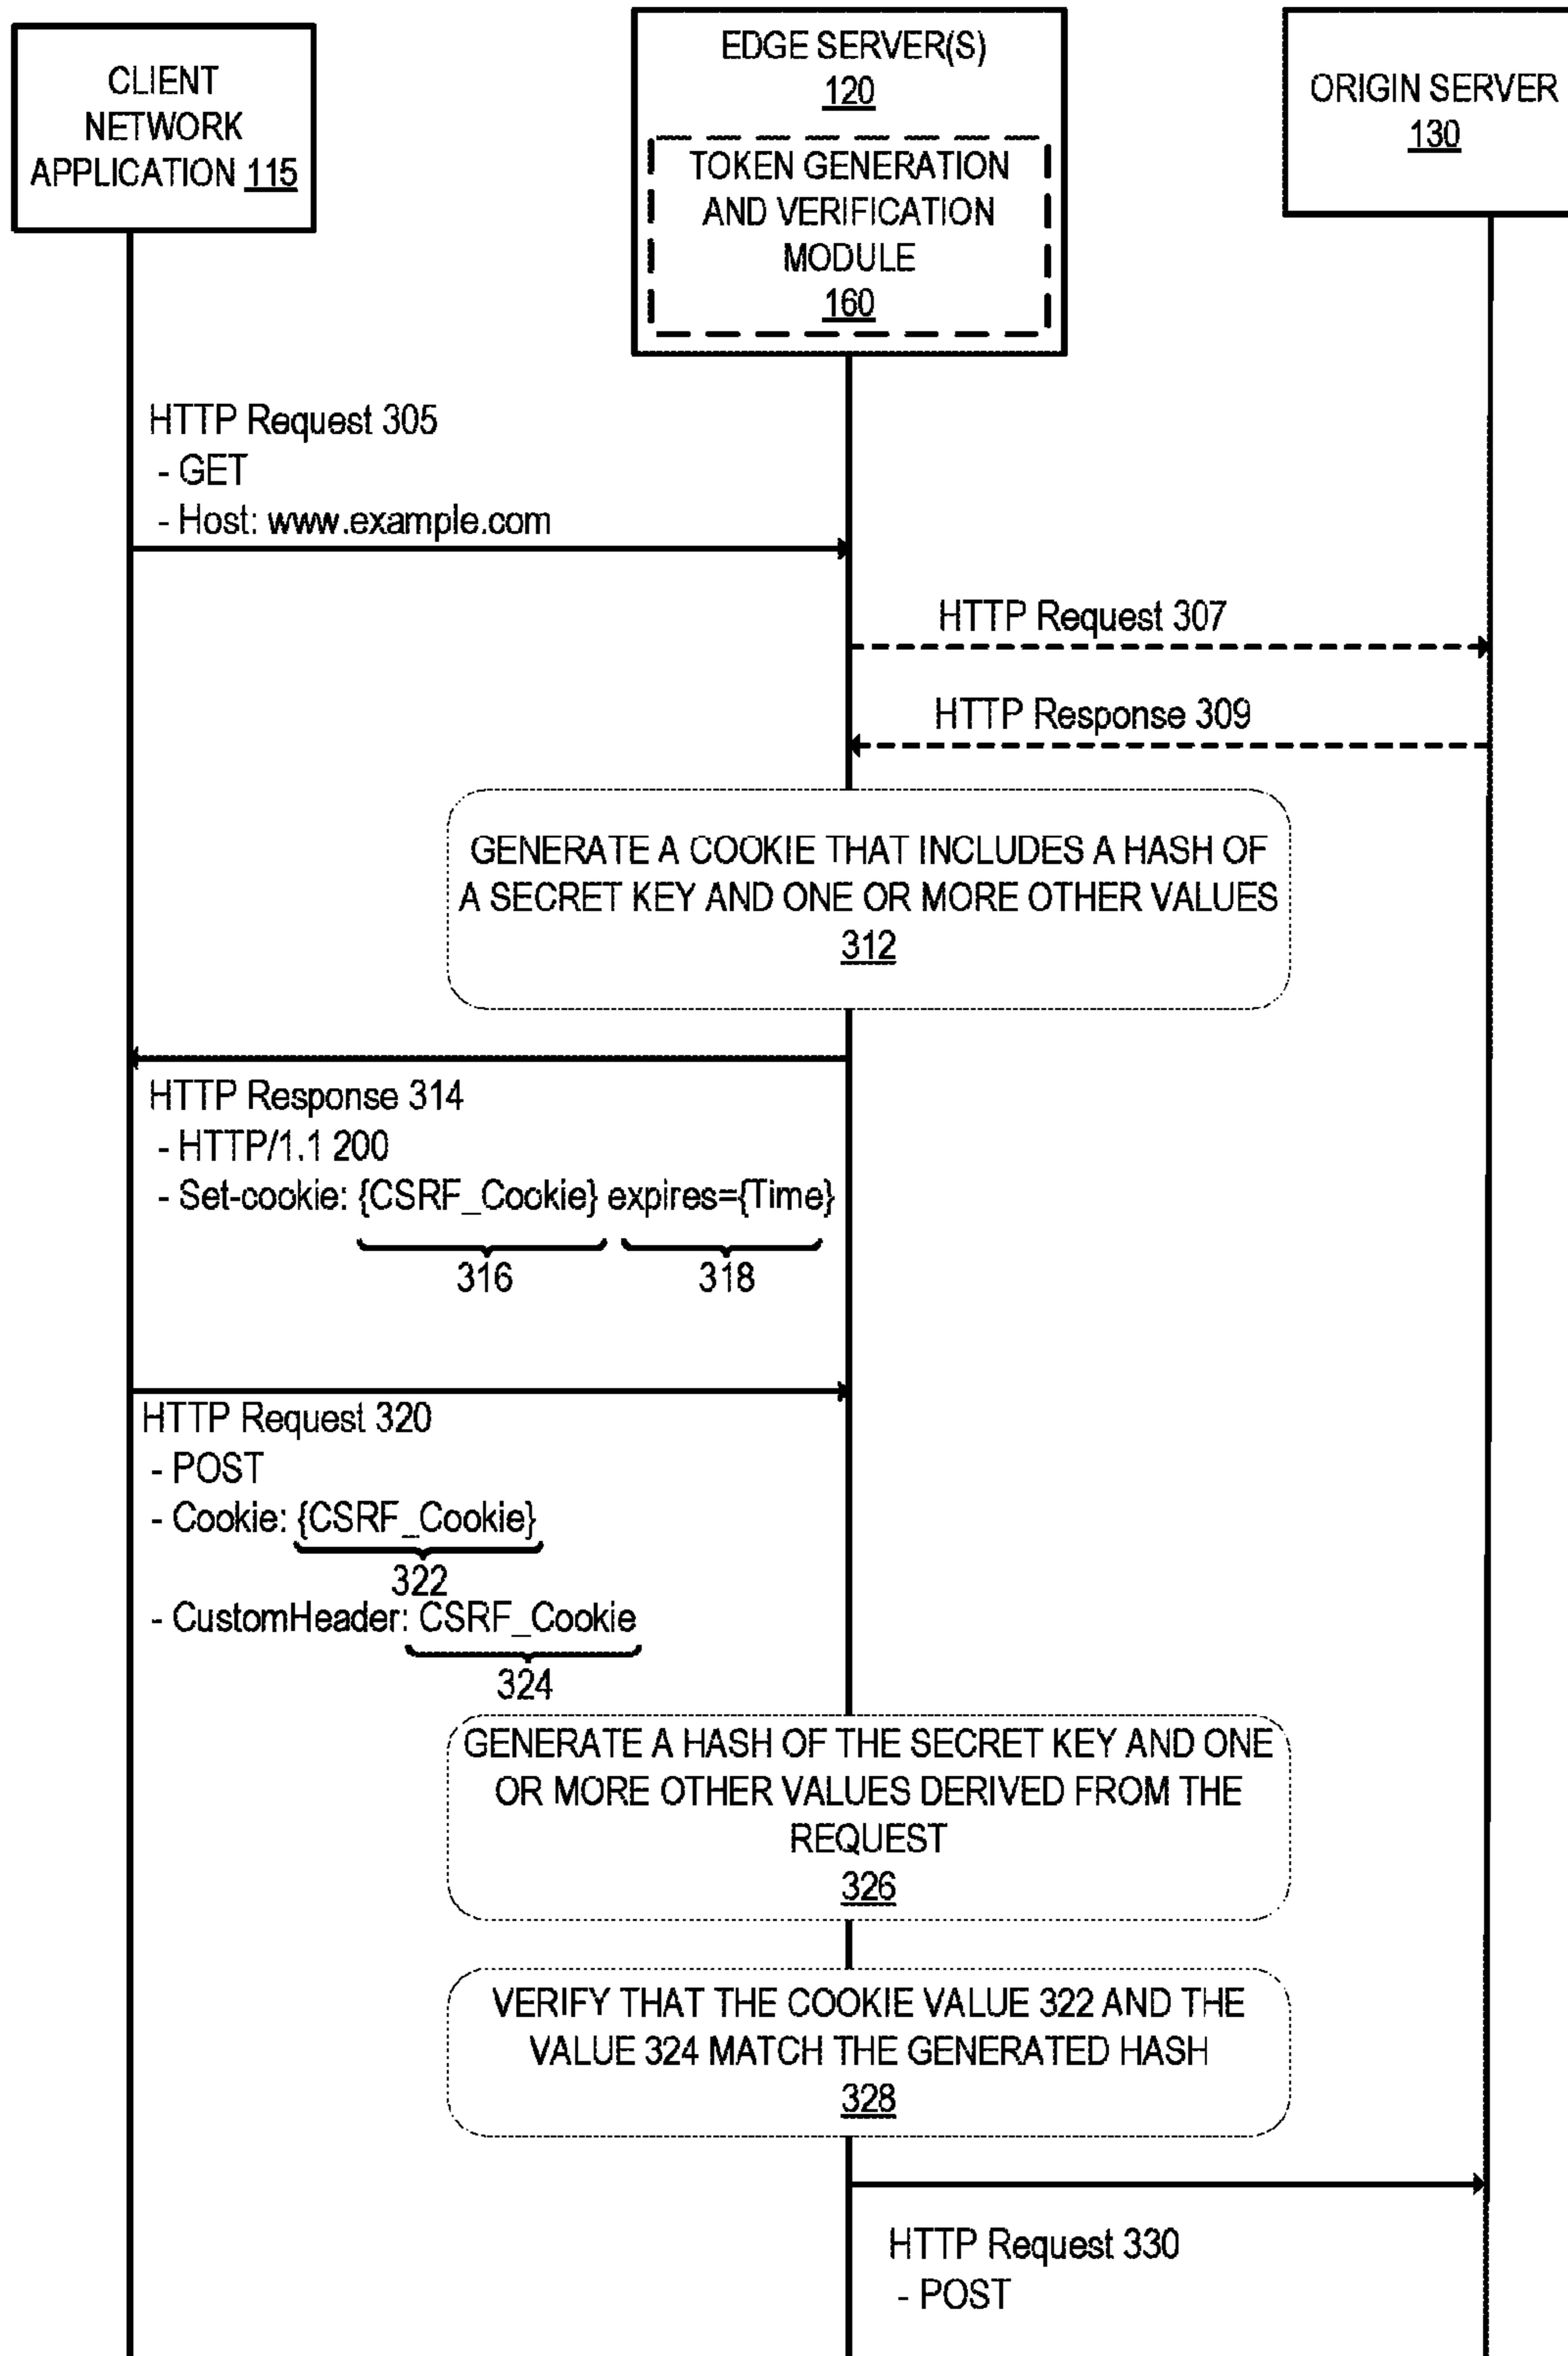 CLIENT
NETWORK
APPLICATION 115
EDGE SERVER(S)
120
TOKEN GENERATION
AND VERIFICATION
MODULE
160
ORIGIN SERVER
130
HTTP Request 305
- GET
- Host: www.example.com
HTTP Request 307
HTTP Response 309
GENERATE A COOKIE THAT INCLUDES A HASH OF
A SECRET KEY AND ONE OR MORE OTHER VALUES
312
HTTP Response 314
- HTTP/1.1 200
- Set-cookie: {CSRF_Cookie} expires={Time}
316 318
HTTP Request 320
- POST
- Cookie: {CSRF_Cookie}
322
- CustomHeader: CSRF_Cookie
324
GENERATE A HASH OF THE SECRET KEY AND ONE
OR MORE OTHER VALUES DERIVED FROM THE
REQUEST
326
VERIFY THAT THE COOKIE VALUE 322 AND THE
VALUE 324 MATCH THE GENERATED HASH
328
HTTP Request 330
- POST